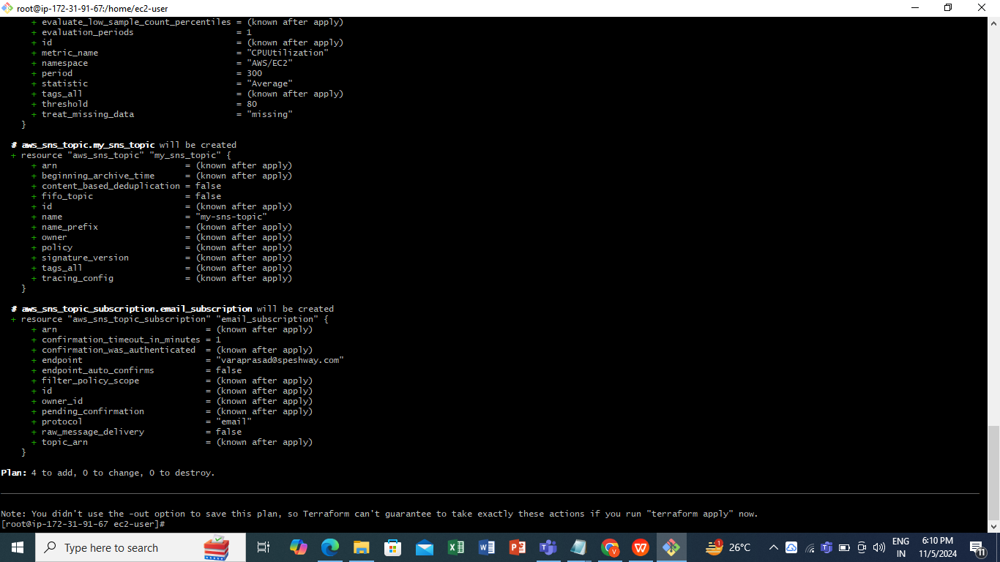 root@ip-172-31-91-67:/home/ec2-user
+ evaluate_low_sample_count_percentiles = (known after apply)
+ evaluation_periods = 1
+ id = (known after apply)
+ metric_name = "CPUUtilization"
+ namespace = "AWS/EC2"
+ period = 300
+ statistic = "Average"
+ tags_all = (known after apply)
+ threshold = 80
+ treat_missing_data = "missing"
}
# aws_sns_topic.my_sns_topic will be created
+ resource "aws_sns_topic" "my_sns_topic" {
+ arn = (known after apply)
+ beginning_archive_time = (known after apply)
+ content_based_deduplication = false
+ fifo_topic = false
+ id = (known after apply)
+ name = "my-sns-topic"
+ name_prefix = (known after apply)
+ owner = (known after apply)
+ policy = (known after apply)
+ signature_version = (known after apply)
+ tags_all = (known after apply)
+ tracing_config = (known after apply)
}
# aws_sns_topic_subscription.email_subscription will be created
+ resource "aws_sns_topic_subscription" "email_subscription" {
+ arn = (known after apply)
+ confirmation_timeout_in_minutes = 1
+ confirmation_was_authenticated = (known after apply)
+ endpoint = "varaprasad@speshway.com"
+ endpoint_auto_confirms = false
+ filter_policy_scope = (known after apply)
+ id = (known after apply)
+ owner_id = (known after apply)
+ pending_confirmation = (known after apply)
+ protocol = "email"
+ raw_message_delivery = false
+ topic_arn = (known after apply)
}
Plan: 4 to add, 0 to change, 0 to destroy.
Note: You didn't use the -out option to save this plan, so Terraform can't guarantee to take exactly these actions if you run "terraform apply" now.
[root@ip-172-31-91-67 ec2-user]#
Type here to search
26°C
ENG
IN
6:10 PM
11/5/2024
11